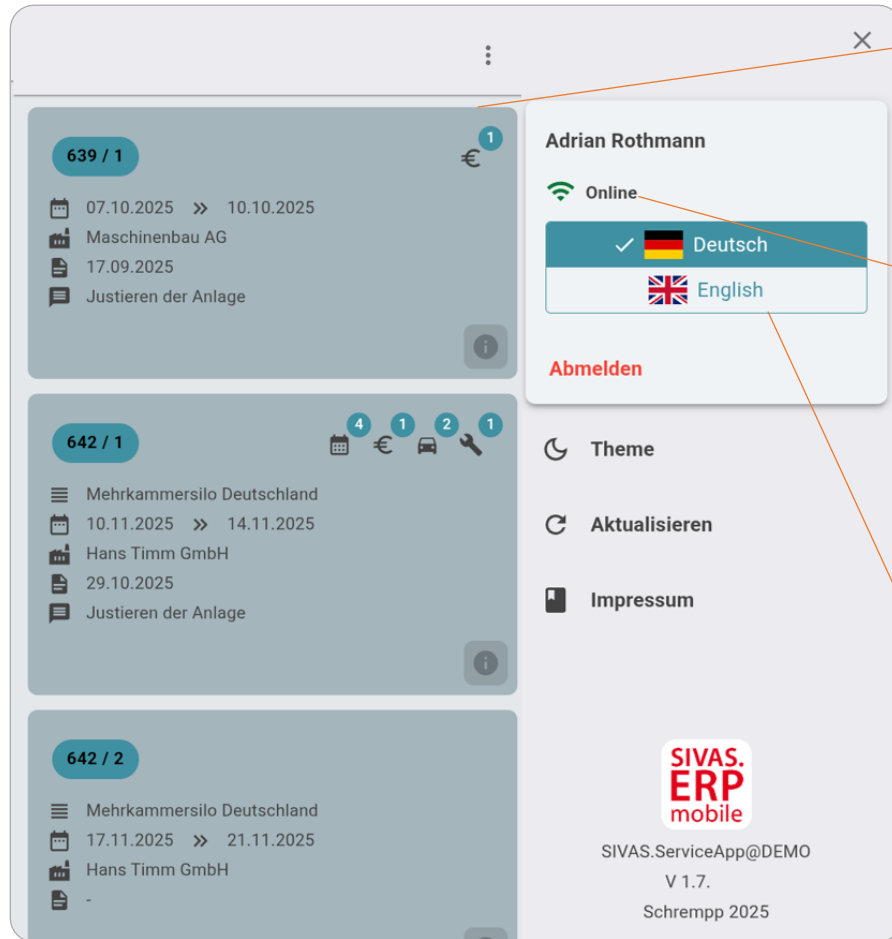 639 / 1
1
07.10.2025 >> 10.10.2025
Maschinenbau AG
17.09.2025
Justieren der Anlage
642 / 1
4 1 2 1
Mehrkammersilo Deutschland
10.11.2025 >> 14.11.2025
Hans Timm GmbH
29.10.2025
Justieren der Anlage
642 / 2
Mehrkammersilo Deutschland
17.11.2025 >> 21.11.2025
Hans Timm GmbH
-
Adrian Rothmann
Online
Deutsch
English
Abmelden
Theme
Aktualisieren
Impressum
SIVAS.
ERP
mobile
SIVAS.ServiceApp@DEMO
V 1.7.
Schrempp 2025